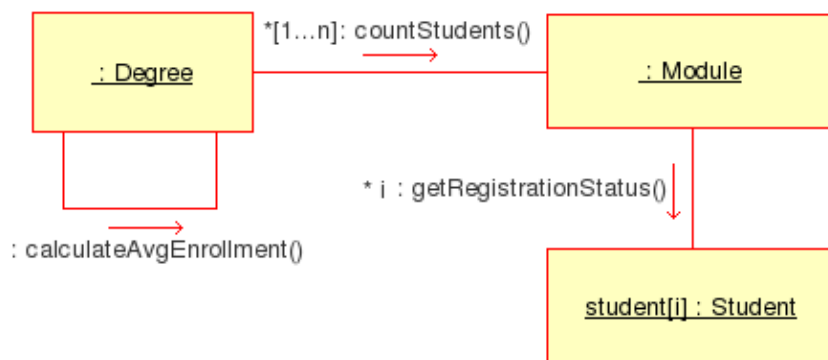 *[1...n]: countStudents()
: Degree
: Module
* i : getRegistrationStatus()
: calculateAvgEnrollment()
student[i] : Student